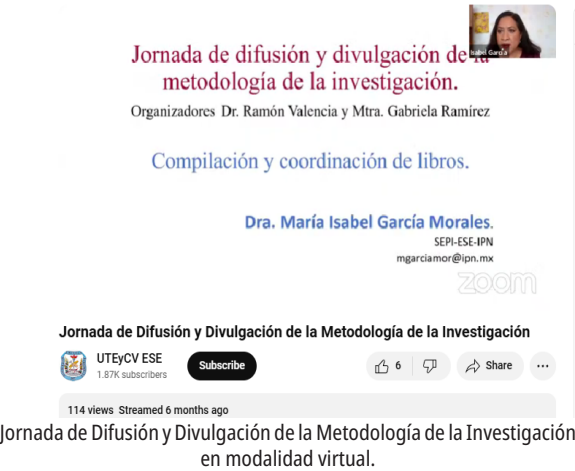 Jornada de difusión y divulgación de la
metodología de la investigación.
Isabel García
Organizadores Dr. Ramón Valencia y Mtra. Gabriela Ramírez
Compilación y coordinación de libros.
Dra. María Isabel García Morales.
SEPI-ESE-IPN
mgarciamor@ipn.mx
zoom
Jornada de Difusión y Divulgación de la Metodología de la Investigación
UTEyCV ESE
1.87K subscribers
Subscribe
6
Share
114 views Streamed 6 months ago
Jornada de Difusión y Divulgación de la Metodología de la Investigación
en modalidad virtual.